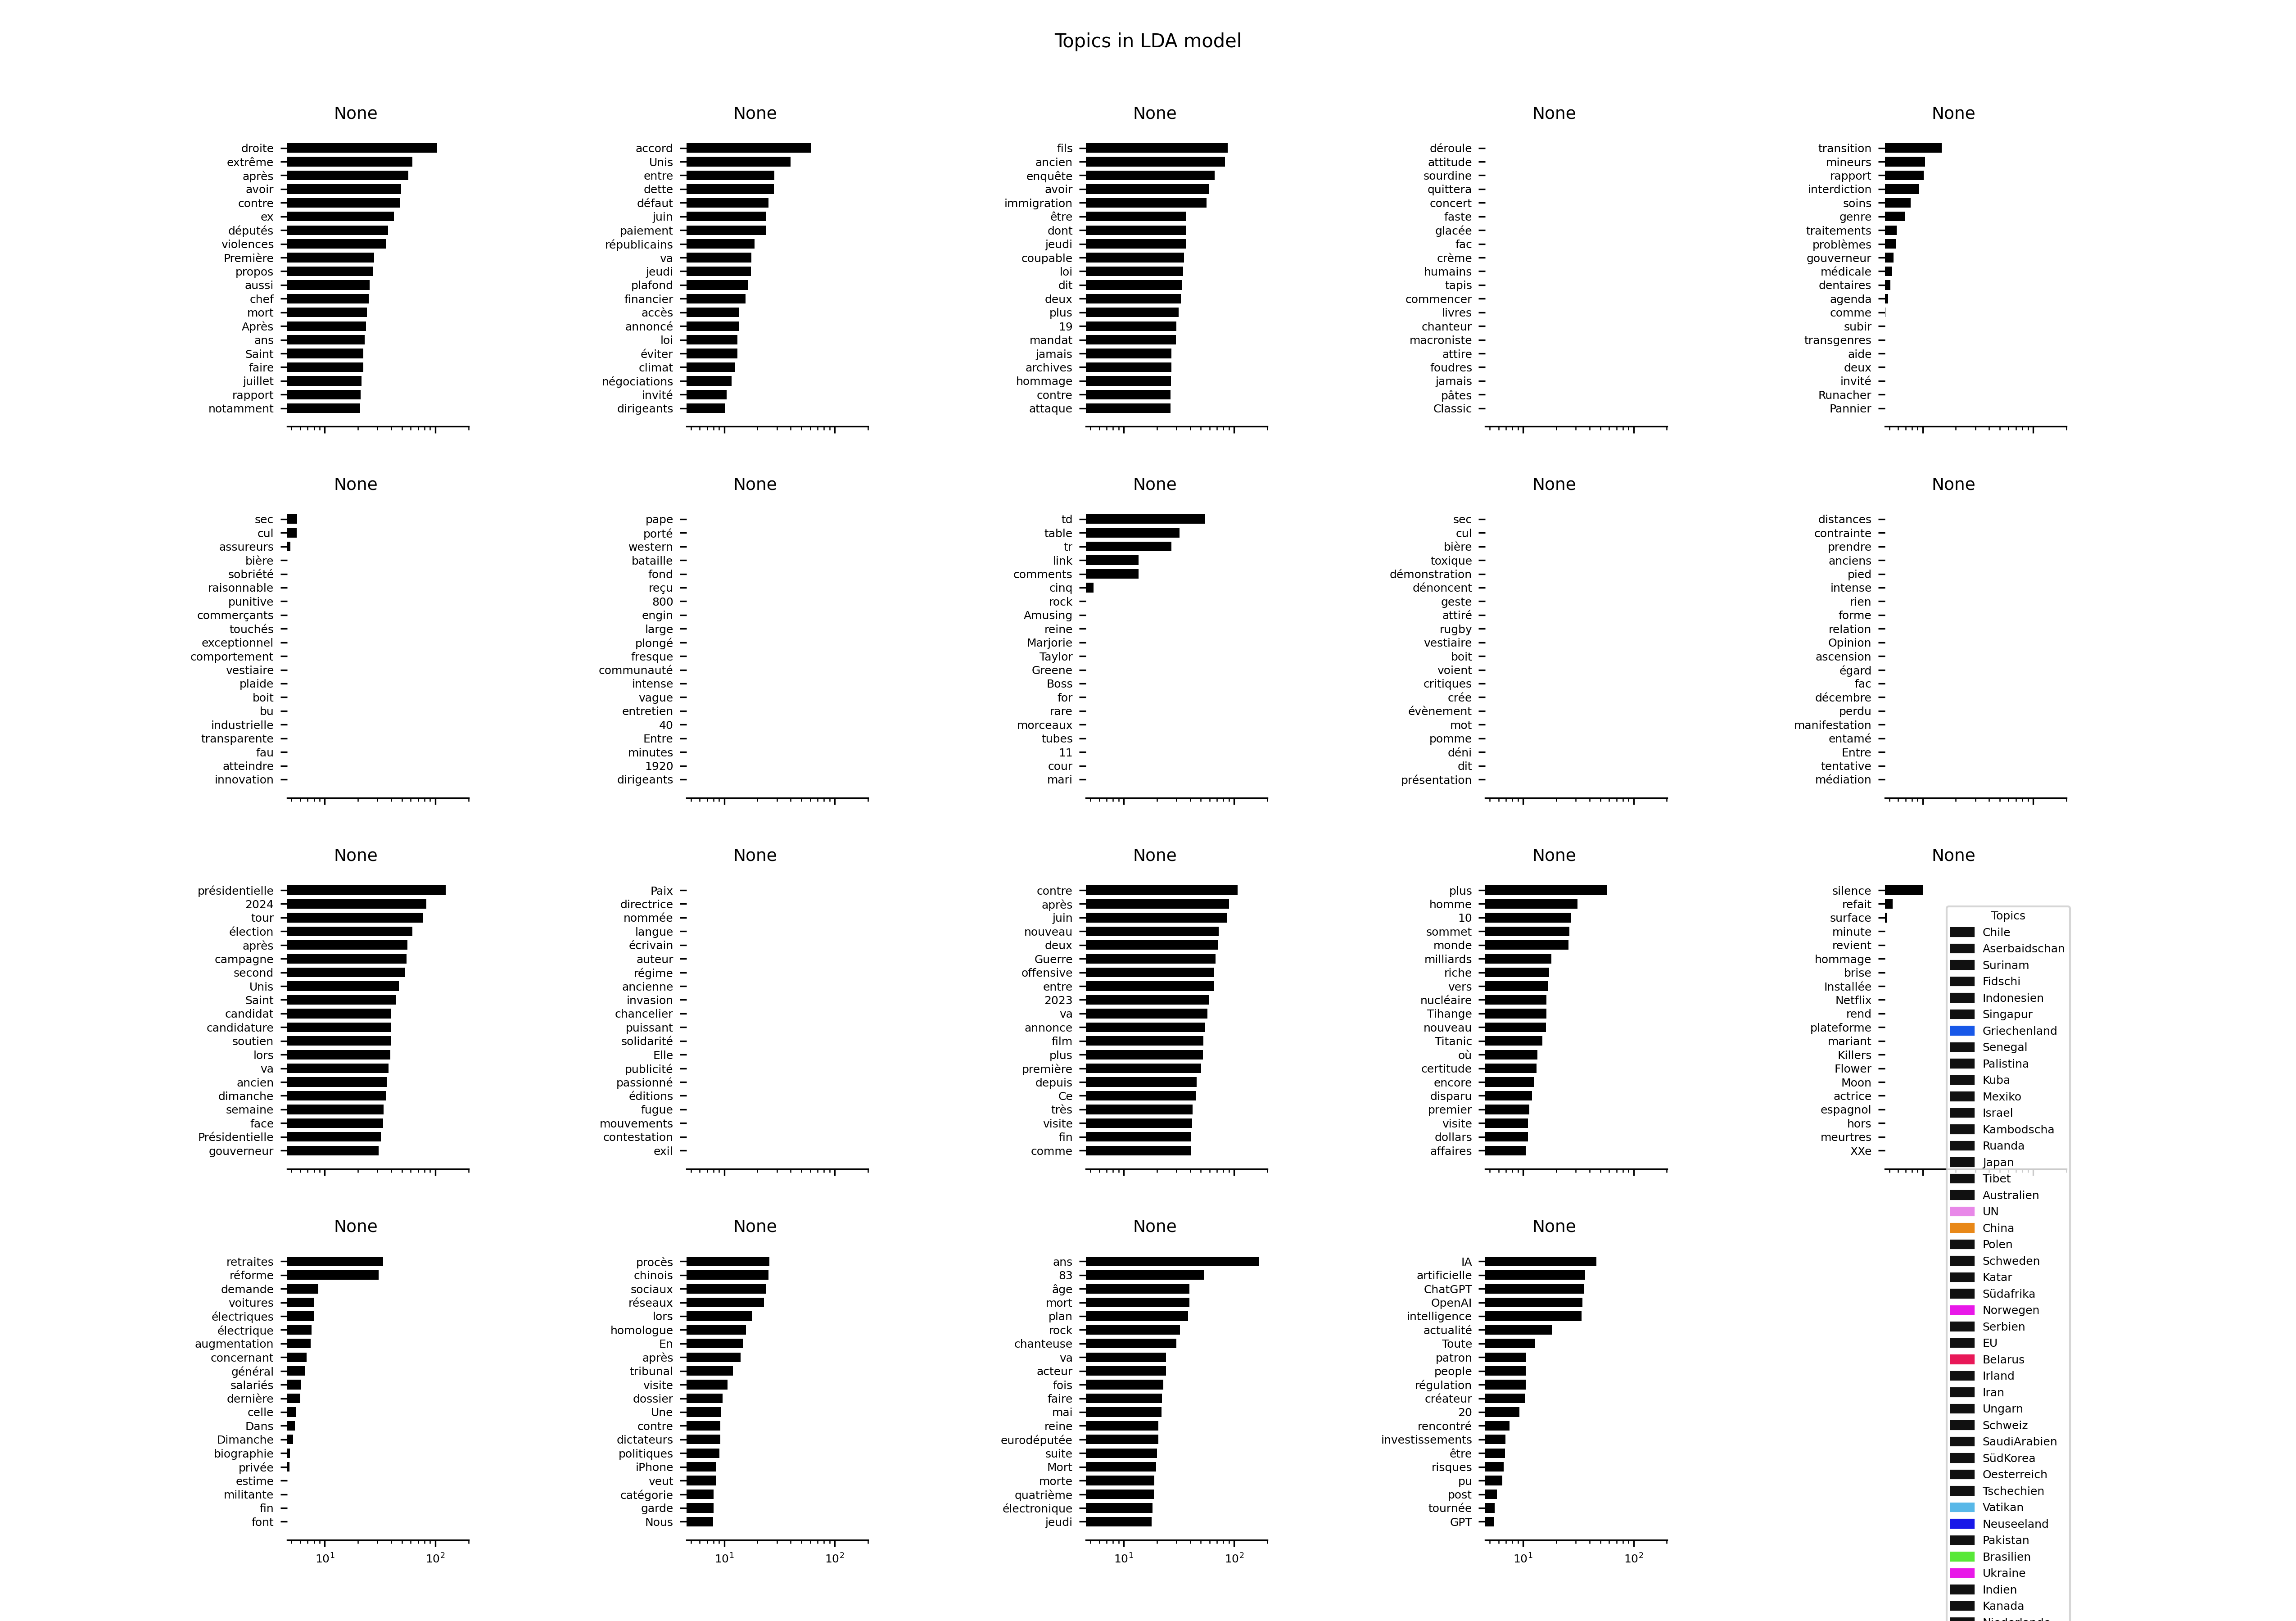 Topics in LDA model
None
droite
extrême
après
avoir
contre
ex
députés
violences
Première
propos
aussi
chef
mort
Après
ans
Saint
faire
juillet
rapport
notamment
None
accord
Unis
entre
dette
défaut
juin
paiement
républicains
va
jeudi
plafond
financier
accès
annoncé
loi
éviter
climat
négociations
invité
dirigeants
None
fils
ancien
enquête
avoir
immigration
être
dont
jeudi
coupable
loi
dit
deux
plus
19
mandat
jamais
archives
hommage
contre
attaque
None
déroule
attitude
sourdine
quittera
concert
faste
glacée
fac
crème
humains
tapis
commencer
livres
chanteur
macroniste
attire
foudres
jamais
pâtes
Classic
None
transition
mineurs
rapport
interdiction
soins
genre
traitements
problèmes
gouverneur
médicale
dentaires
agenda
comme
subir
transgenres
aide
deux
invité
Runacher
Pannier
None
sec
cul
assureurs
bière
sobriété
raisonnable
punitive
commerçants
touchés
exceptionnel
comportement
vestiaire
plaide
boit
bu
industrielle
transparente
fau
atteindre
innovation
None
pape
porté
western
bataille
fond
reçu
800
engin
large
plongé
fresque
communauté
intense
vague
entretien
40
Entre
minutes
1920
dirigeants
None
td
table
tr
link
comments
cinq
rock
Amusing
reine
Marjorie
Taylor
Greene
Boss
for
rare
morceaux
tubes
11
cour
mari
None
sec
cul
bière
toxique
démonstration
dénoncent
geste
attiré
rugby
vestiaire
boit
voient
critiques
crée
évènement
mot
pomme
déni
dit
présentation
None
distances
contrainte
prendre
anciens
pied
intense
rien
forme
relation
Opinion
ascension
égard
fac
décembre
perdu
manifestation
entamé
Entre
tentative
médiation
None
présidentielle
2024
tour
élection
après
campagne
second
Unis
Saint
candidat
candidature
soutien
lors
va
ancien
dimanche
semaine
face
Présidentielle
gouverneur
None
Paix
directrice
nommée
langue
écrivain
auteur
régime
ancienne
invasion
chancelier
puissant
solidarité
Elle
publicité
passionné
éditions
fugue
mouvements
contestation
exil
None
contre
après
juin
nouveau
deux
Guerre
offensive
entre
2023
va
annonce
film
plus
première
depuis
Ce
très
visite
fin
comme
None
plus
homme
10
sommet
monde
milliards
riche
vers
nucléaire
Tihange
nouveau
Titanic
où
certitude
encore
disparu
premier
visite
dollars
affaires
None
silence
refait
surface
minute
revient
hommage
brise
Installée
Netflix
rend
plateforme
mariant
Killers
Flower
Moon
actrice
espagnol
hors
meurtres
XXe
None
retraites
réforme
demande
voitures
électriques
électrique
augmentation
concernant
général
salariés
dernière
celle
Dans
Dimanche
biographie
privée
estime
militante
fin
font
10¹ 10²
None
procès
chinois
sociaux
réseaux
lors
homologue
En
après
tribunal
visite
dossier
Une
contre
dictateurs
politiques
iPhone
veut
catégorie
garde
Nous
10¹ 10²
None
ans
83
âge
mort
plan
rock
chanteuse
va
acteur
fois
faire
mai
reine
eurodéputée
suite
Mort
morte
quatrième
électronique
jeudi
10¹ 10²
None
IA
artificielle
ChatGPT
OpenAI
intelligence
actualité
Toute
patron
people
régulation
créateur
20
rencontré
investissements
être
risques
pu
post
tournée
GPT
10¹ 10²
Topics
Chile
Aserbaidschan
Surinam
Fidschi
Indonesien
Singapur
Griechenland
Senegal
Palistina
Kuba
Mexiko
Israel
Kambodscha
Ruanda
Japan
Tibet
Australien
UN
China
Polen
Schweden
Katar
Südafrika
Norwegen
Serbien
EU
Belarus
Irland
Iran
Ungarn
Schweiz
SaudiArabien
SüdKorea
Oesterreich
Tschechien
Vatikan
Neuseeland
Pakistan
Brasilien
Ukraine
Indien
Kanada